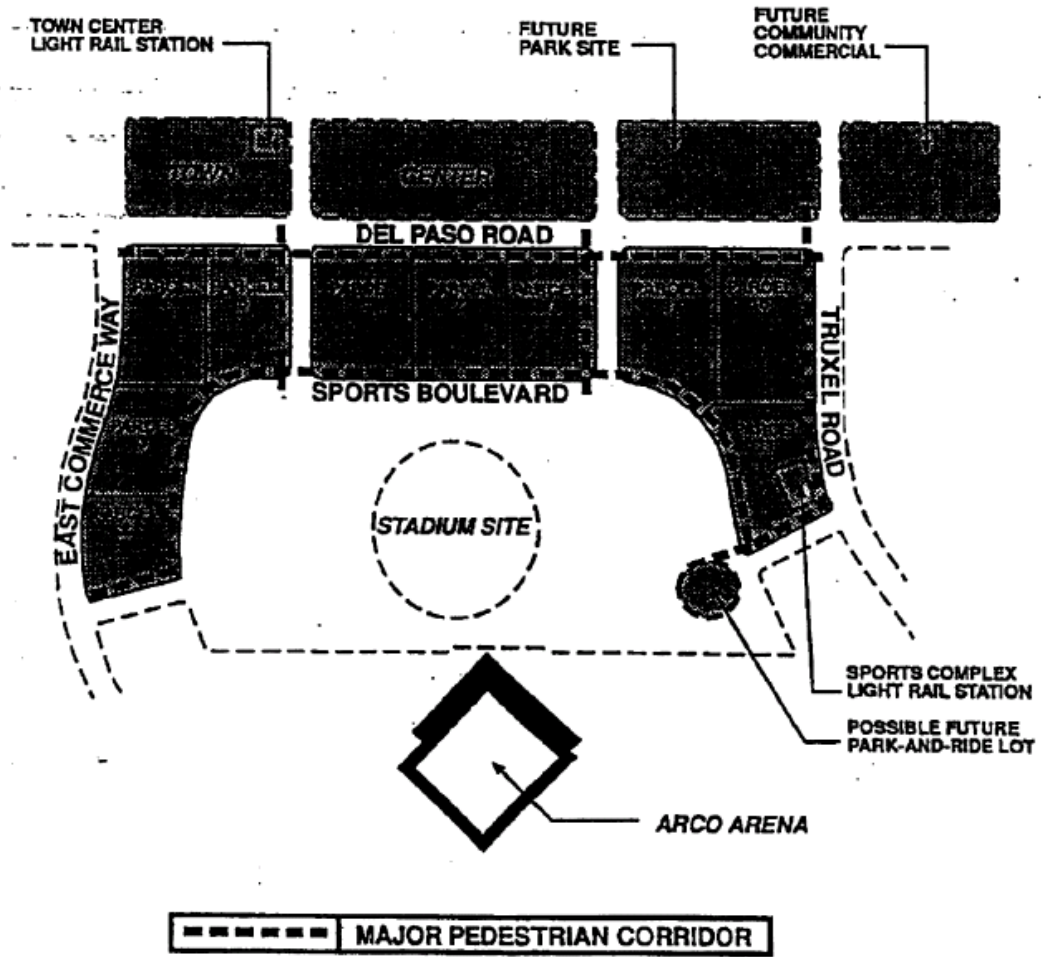 TOWN CENTER
LIGHT RAIL STATION
FUTURE
PARK SITE
FUTURE
COMMUNITY
COMMERCIAL
TOWN
CENTER
DEL PASO ROAD
PARCEL
PARCEL
EAST COMMERCE WAY
TRUXEL ROAD
SPORTS BOULEVARD
STADIUM SITE
SPORTS COMPLEX
LIGHT RAIL STATION
POSSIBLE FUTURE
PARK-AND-RIDE LOT
ARCO ARENA
MAJOR PEDESTRIAN CORRIDOR